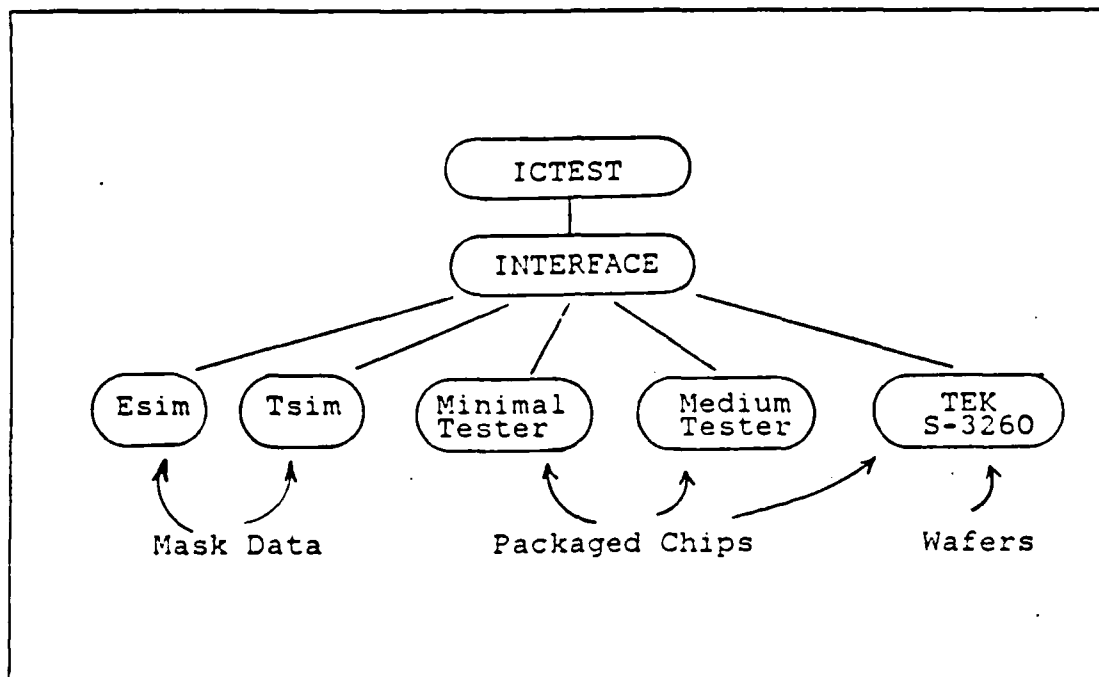 ICTEST
INTERFACE
Esim
Tsim
Minimal
Tester
Medium
Tester
TEK
S-3260
Mask Data
Packaged Chips
Wafers